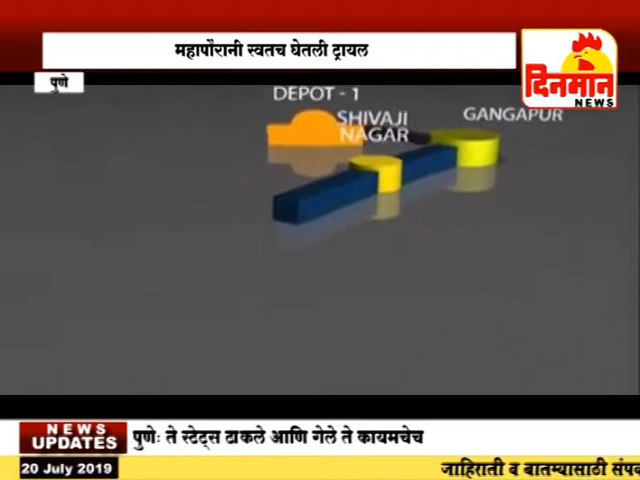 महापौरानी स्वतच घेतली ट्रायल
दिनमान
NEWS
पुणे
DEPOT - 1
SHIVAJI
NAGAR
GANGAPUR
NEWS
UPDATES
पुणेः ते स्टेट्स टाकले आणि गेले ते कायमचेच
20 July 2019
जाहिराती व बातम्यासाठी संपक